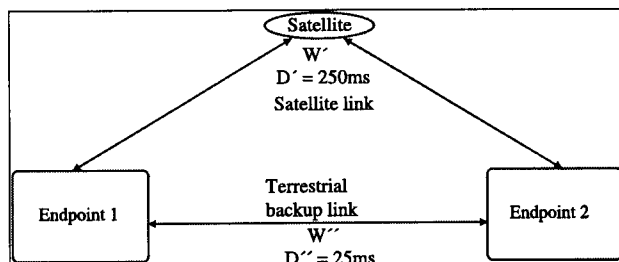 Satellite
W´
D´ = 250ms
Satellite link
Endpoint 1
Terrestrial
backup link
W´´
D´´ = 25ms
Endpoint 2